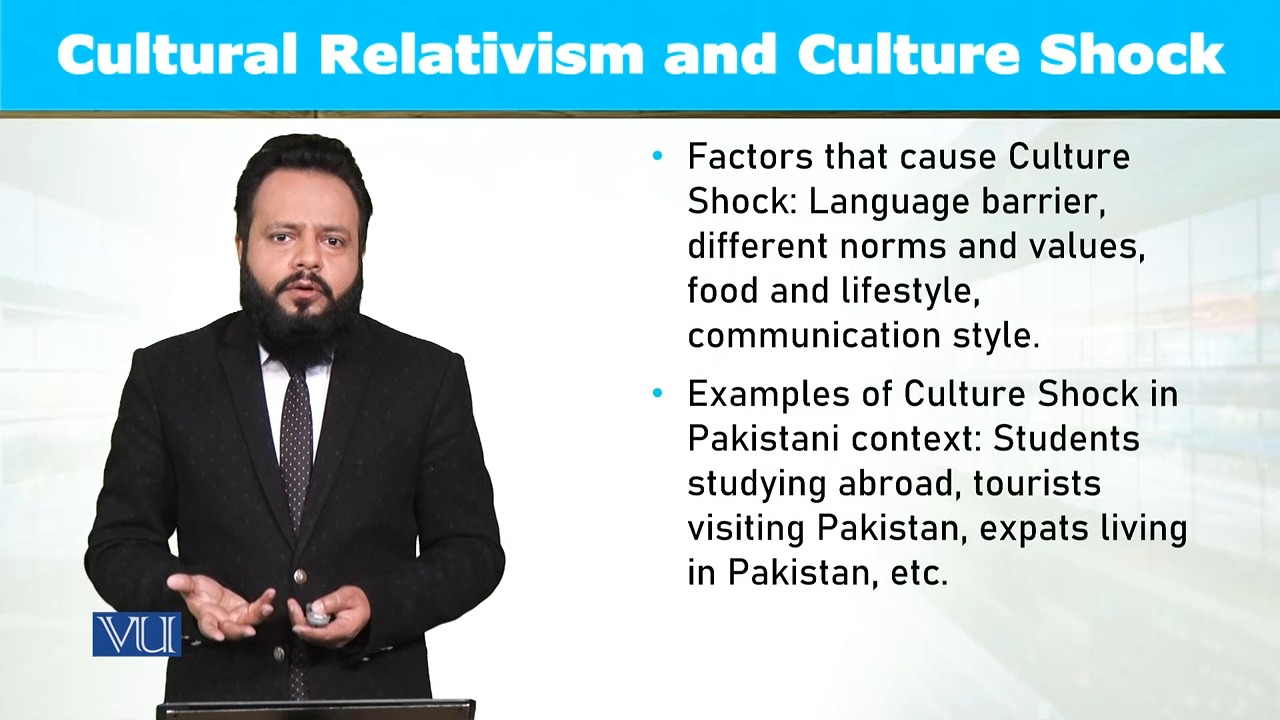 Cultural Relativism and Culture Shock
• Factors that cause Culture
Shock: Language barrier,
different norms and values,
food and lifestyle,
communication style.
• Examples of Culture Shock in
Pakistani context: Students
studying abroad, tourists
visiting Pakistan, expats living
in Pakistan, etc.
VU